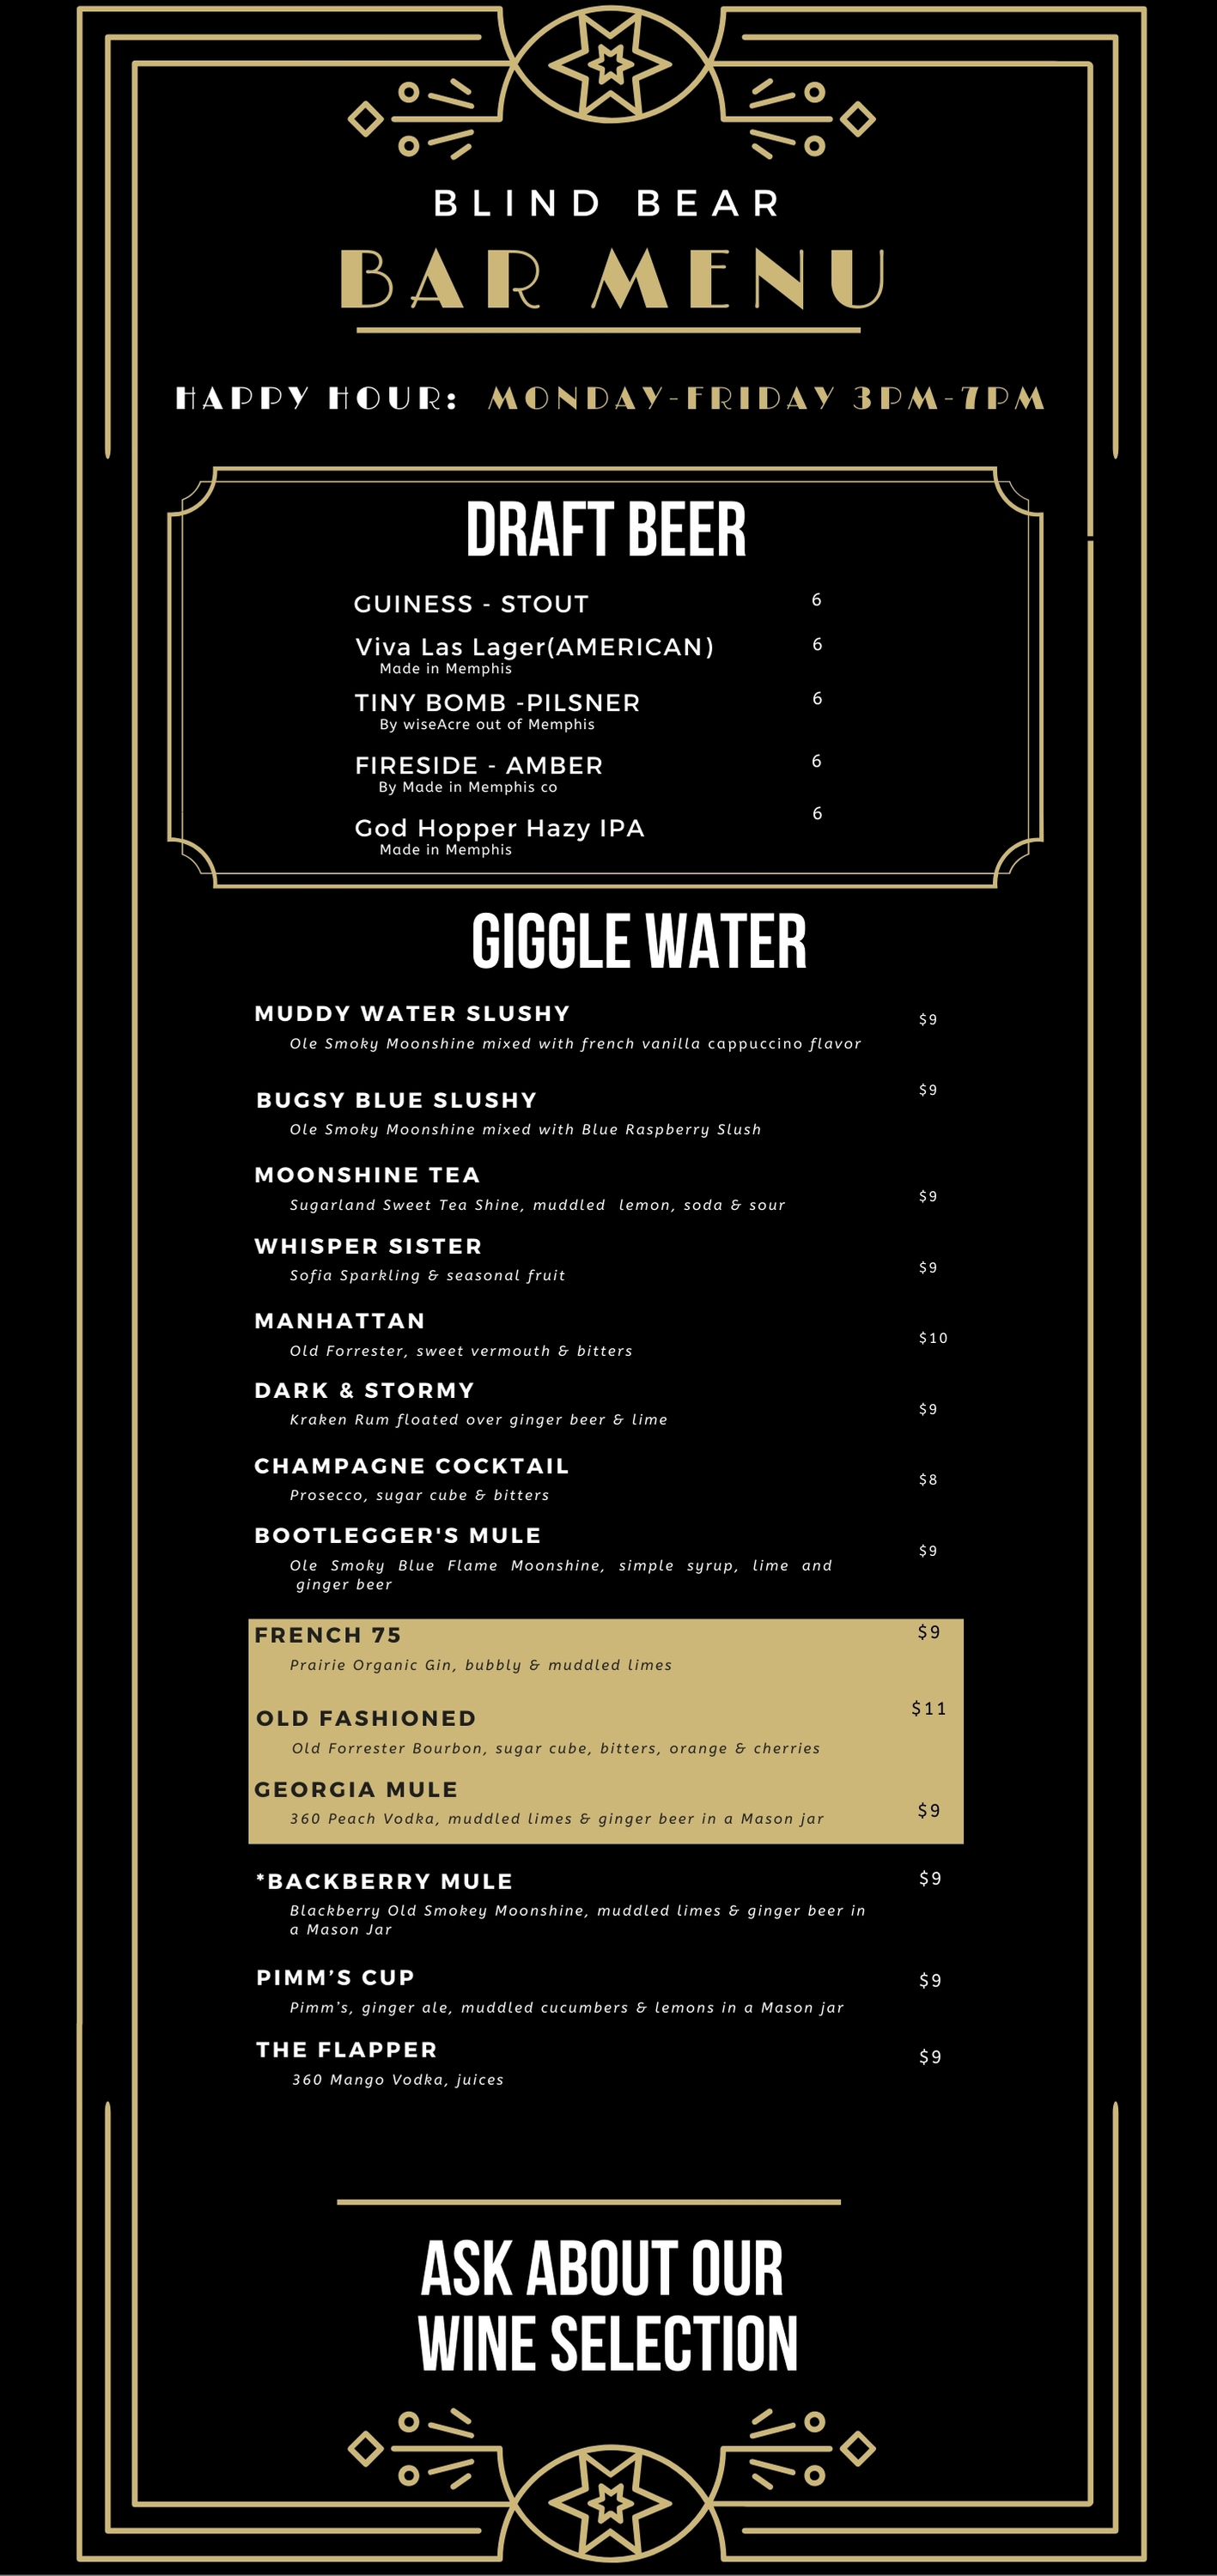 BLIND BEAR
BAR MENU
HAPPY HOUR: MONDAY-FRIDAY 3PM-7PM
DRAFT BEER
GUINESS - STOUT 6
Viva Las Lager(AMERICAN) 6
Made in Memphis
TINY BOMB -PILSNER 6
By wiseAcre out of Memphis
FIRESIDE - AMBER 6
By Made in Memphis co
God Hopper Hazy IPA 6
Made in Memphis
GIGGLE WATER
MUDDY WATER SLUSHY $9
Ole Smoky Moonshine mixed with french vanilla cappuccino flavor
BUGSY BLUE SLUSHY $9
Ole Smoky Moonshine mixed with Blue Raspberry Slush
MOONSHINE TEA $9
Sugarland Sweet Tea Shine, muddled lemon, soda & sour
WHISPER SISTER $9
Sofia Sparkling & seasonal fruit
MANHATTAN $10
Old Forrester, sweet vermouth & bitters
DARK & STORMY $9
Kraken Rum floated over ginger beer & lime
CHAMPAGNE COCKTAIL $8
Prosecco, sugar cube & bitters
BOOTLEGGER'S MULE $9
Ole Smoky Blue Flame Moonshine, simple syrup, lime and
ginger beer
FRENCH 75 $9
Prairie Organic Gin, bubbly & muddled limes
OLD FASHIONED $11
Old Forrester Bourbon, sugar cube, bitters, orange & cherries
GEORGIA MULE $9
360 Peach Vodka, muddled limes & ginger beer in a Mason jar
*BACKBERRY MULE $9
Blackberry Old Smokey Moonshine, muddled limes & ginger beer in
a Mason Jar
PIMM’S CUP $9
Pimm's, ginger ale, muddled cucumbers & lemons in a Mason jar
THE FLAPPER $9
360 Mango Vodka, juices
ASK ABOUT OUR
WINE SELECTION